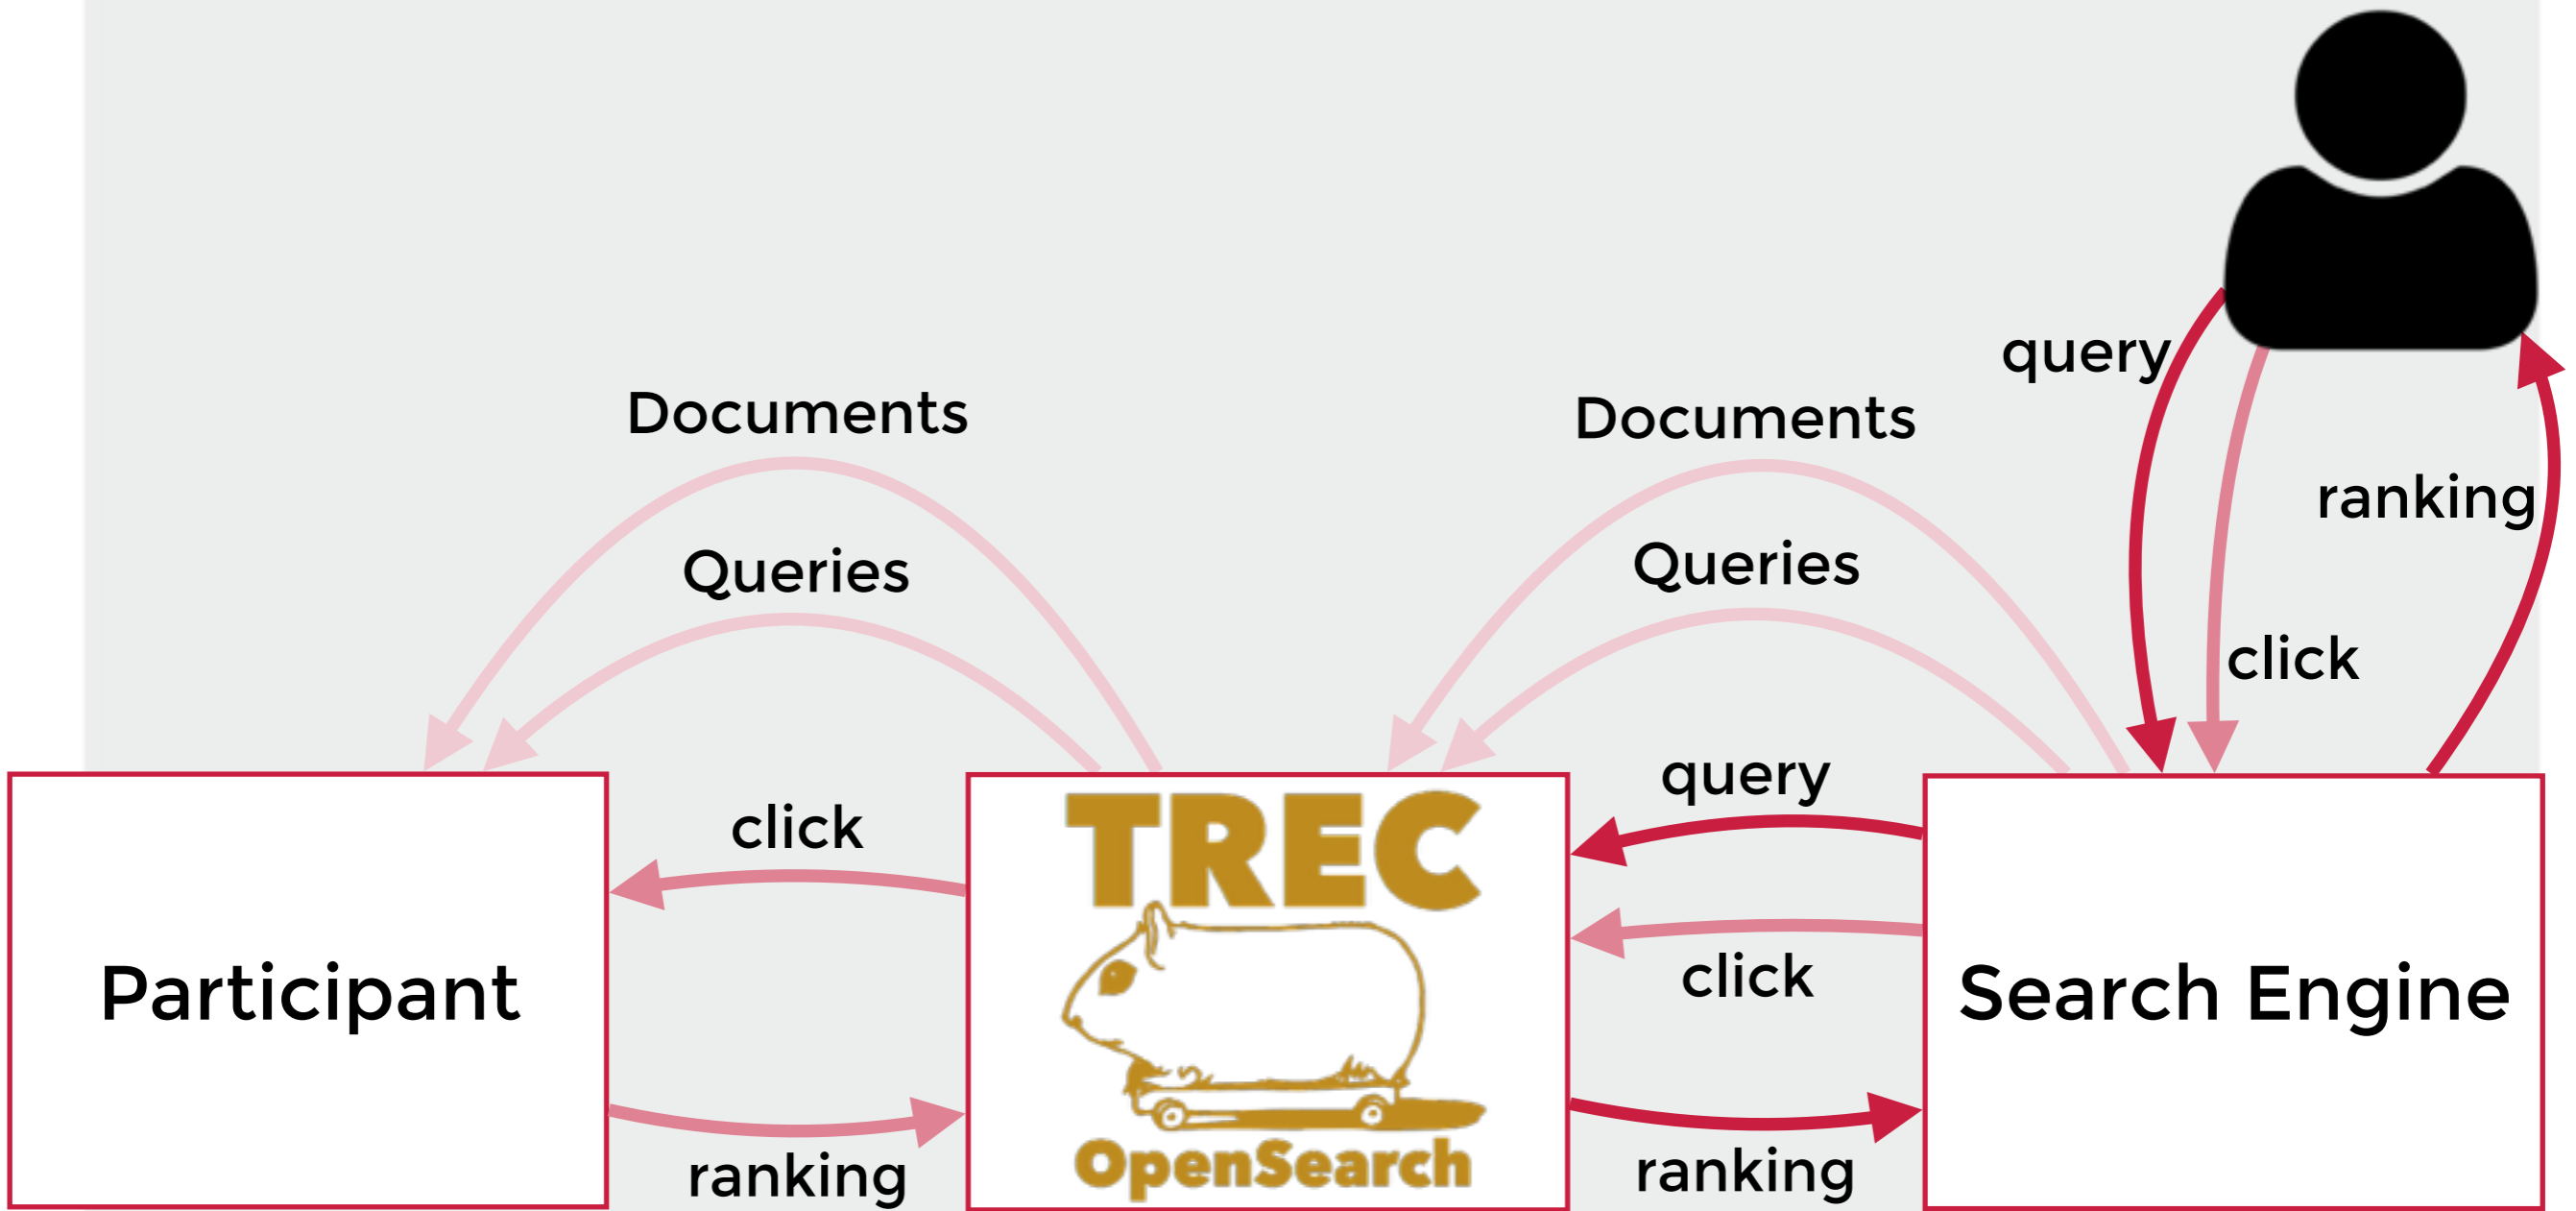 query
Documents
Documents
ranking
Queries
Queries
click
query
click
TREC
click
Participant
Search Engine
ranking
OpenSearch
ranking